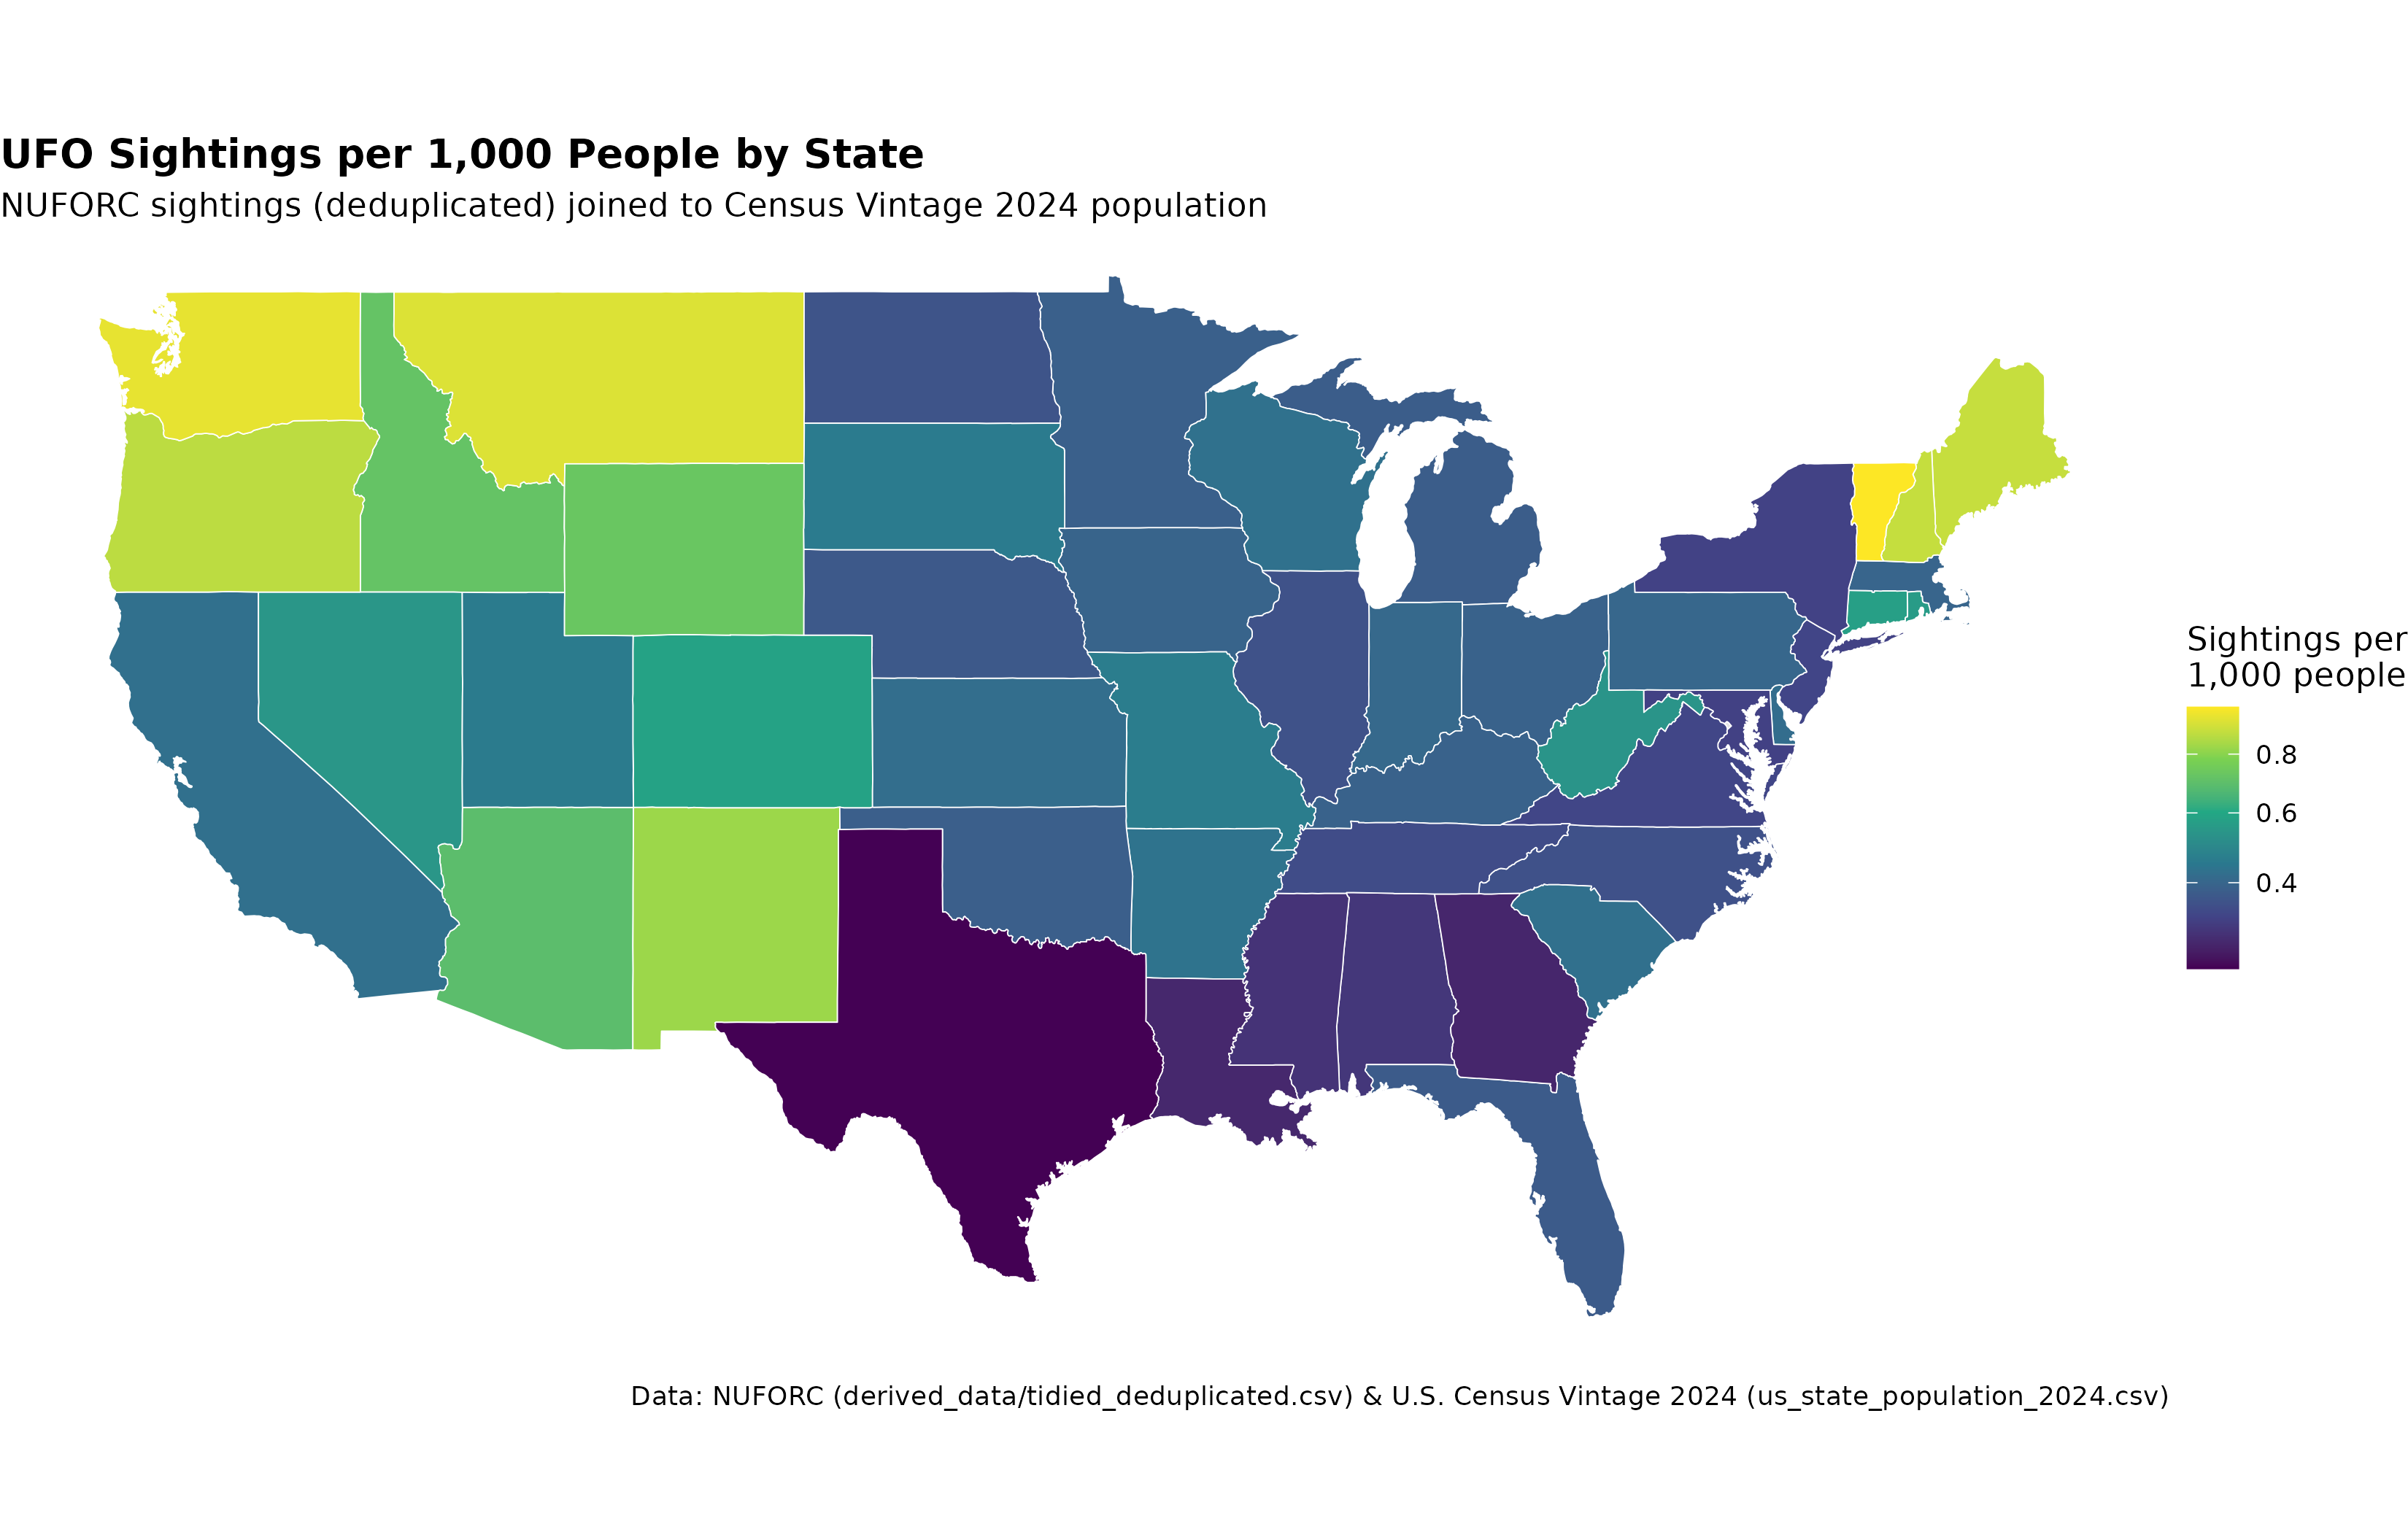 UFO Sightings per 1,000 People by State
NUFORC sightings (deduplicated) joined to Census Vintage 2024 population
Sightings per
1,000 people
0.8
0.6
0.4
Data: NUFORC (derived_data/tidied_deduplicated.csv) & U.S. Census Vintage 2024 (us_state_population_2024.csv)